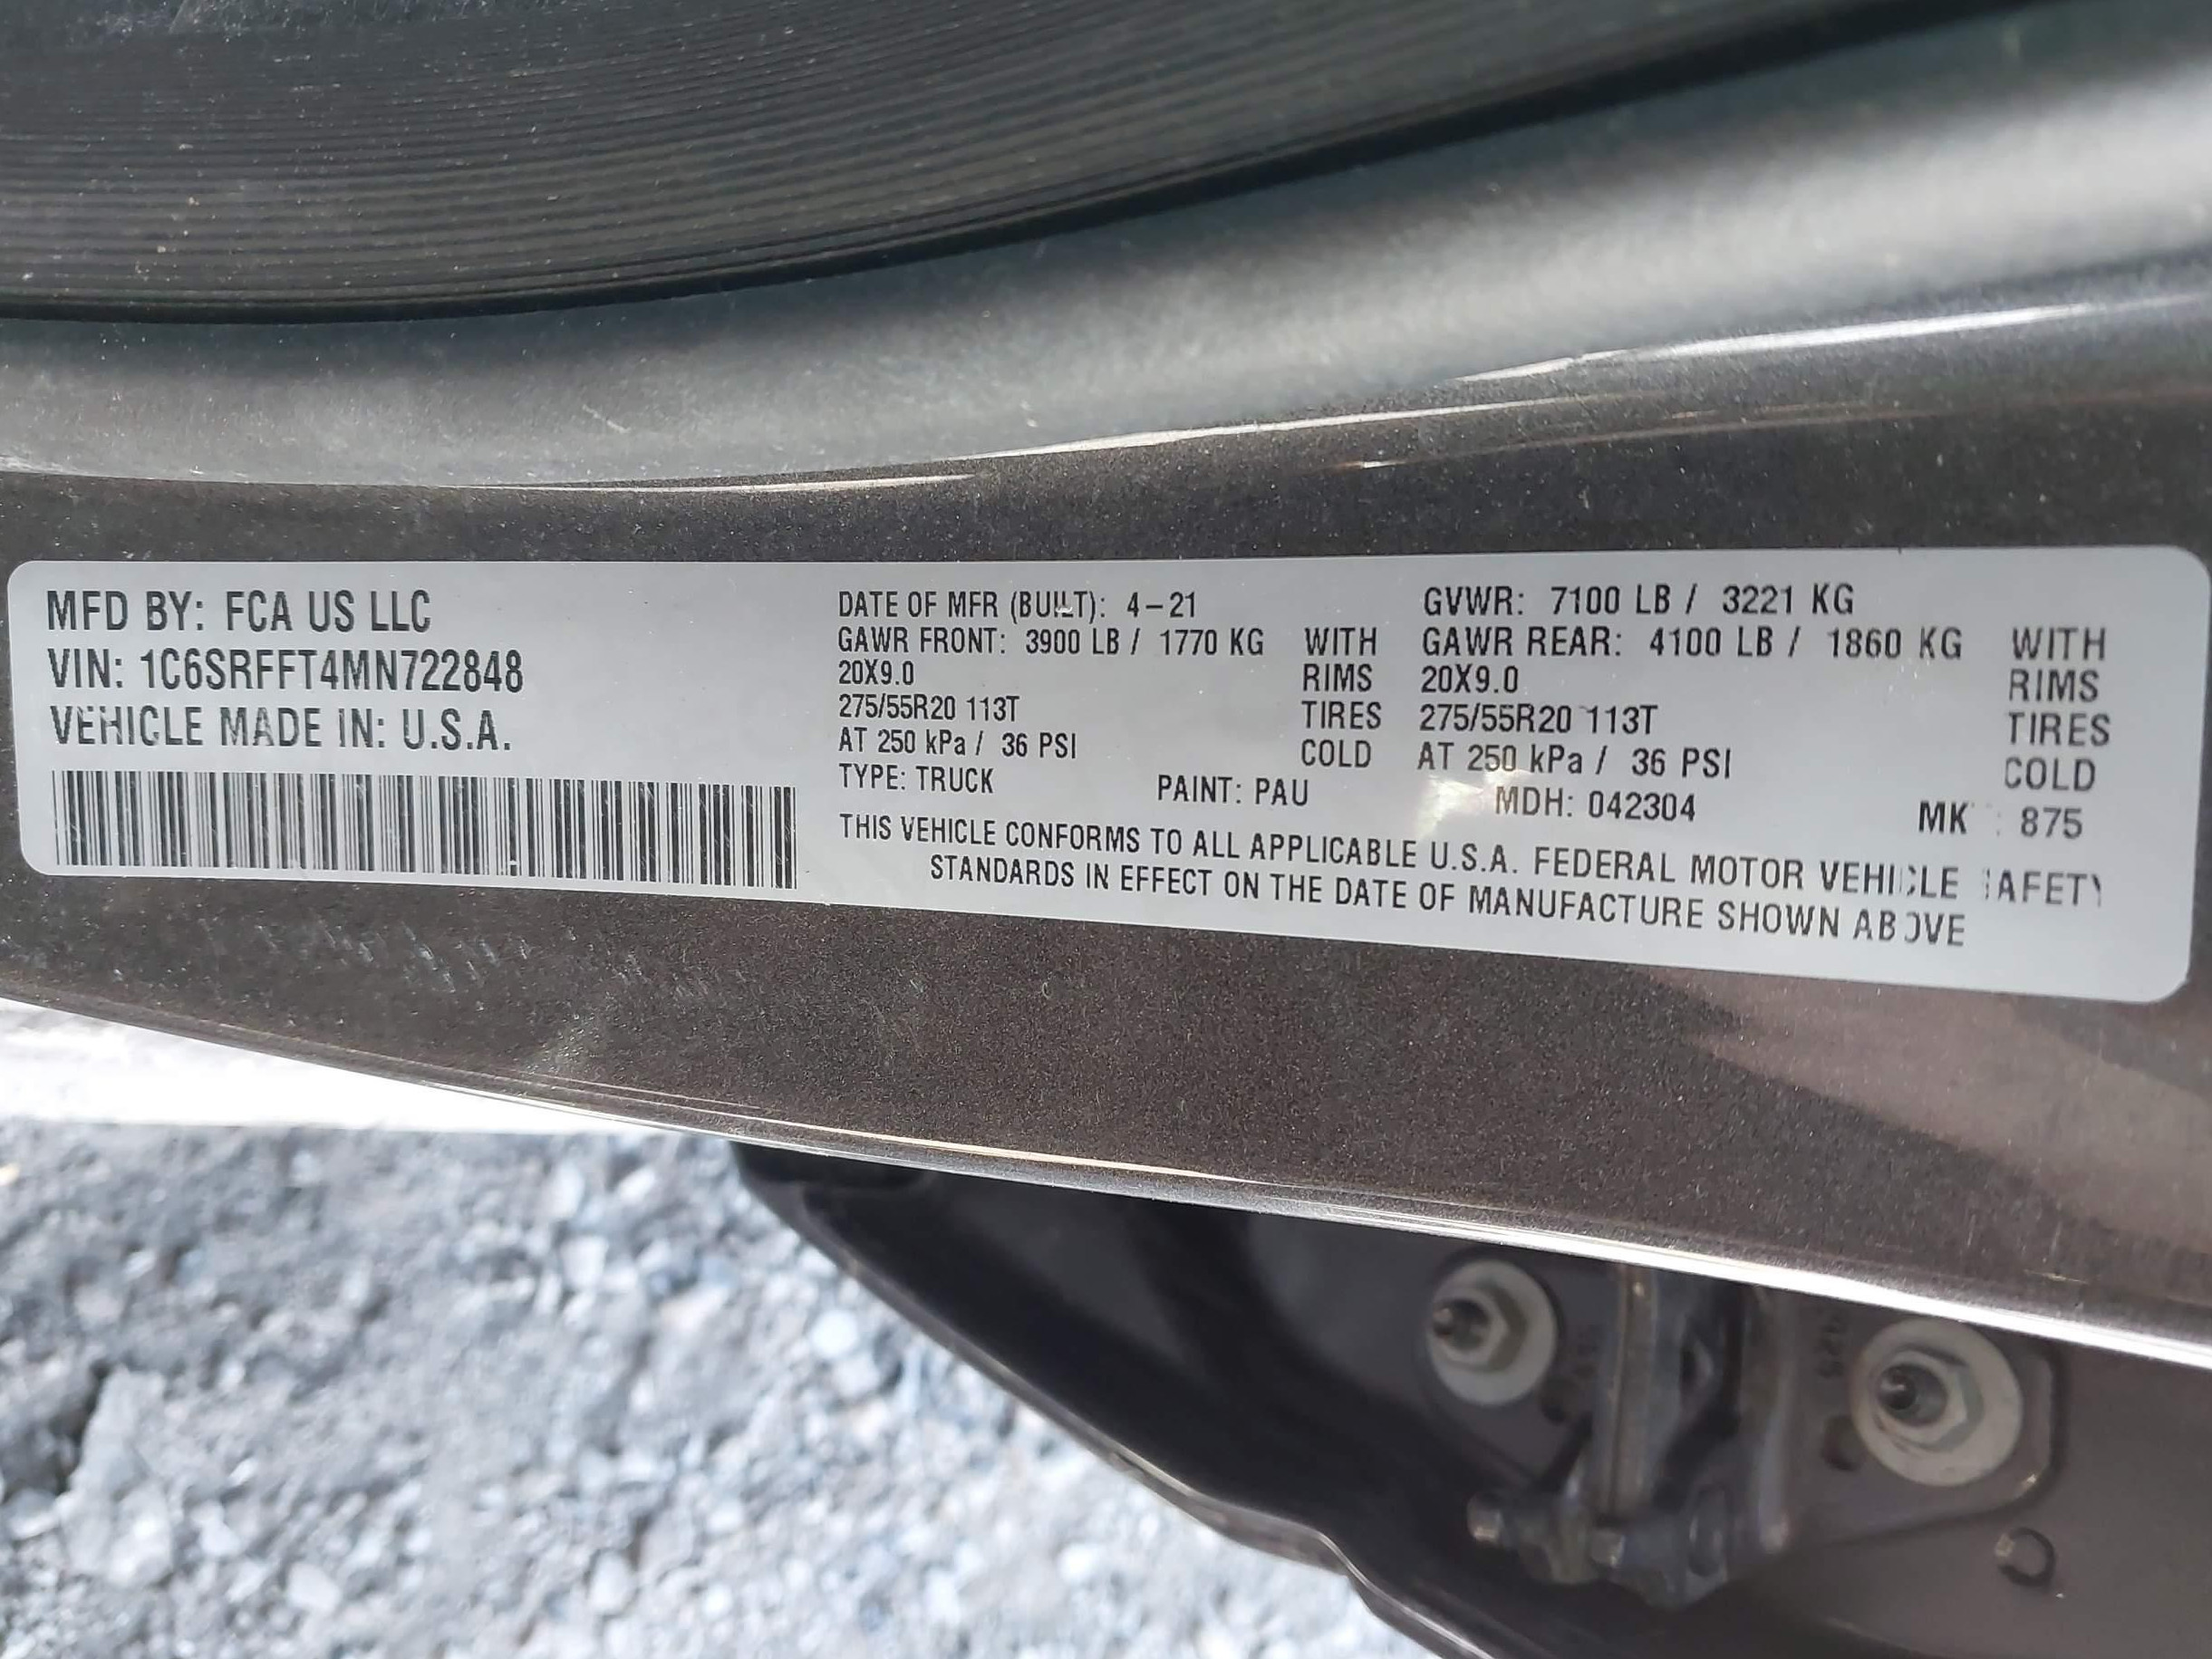 MFD BY: FCA US LLC
VIN: 1C6SRFFT4MN722848
VEHICLE MADE IN: U.S.A.
DATE OF MFR (BUILT): 4-21
GVWR: 7100 LB / 3221 KG
GAWR FRONT: 3900 LB / 1770 KG WITH
20X9.0 RIMS
275/55R20 113T TIRES
AT 250 kPa / 36 PSI COLD
GAWR REAR: 4100 LB / 1860 KG WITH
20X9.0 RIMS
275/55R20 113T TIRES
AT 250 kPa / 36 PSI COLD
TYPE: TRUCK PAINT: PAU MDH: 042304 MK : 875
THIS VEHICLE CONFORMS TO ALL APPLICABLE U.S.A. FEDERAL MOTOR VEHICLE SAFETY
STANDARDS IN EFFECT ON THE DATE OF MANUFACTURE SHOWN ABOVE